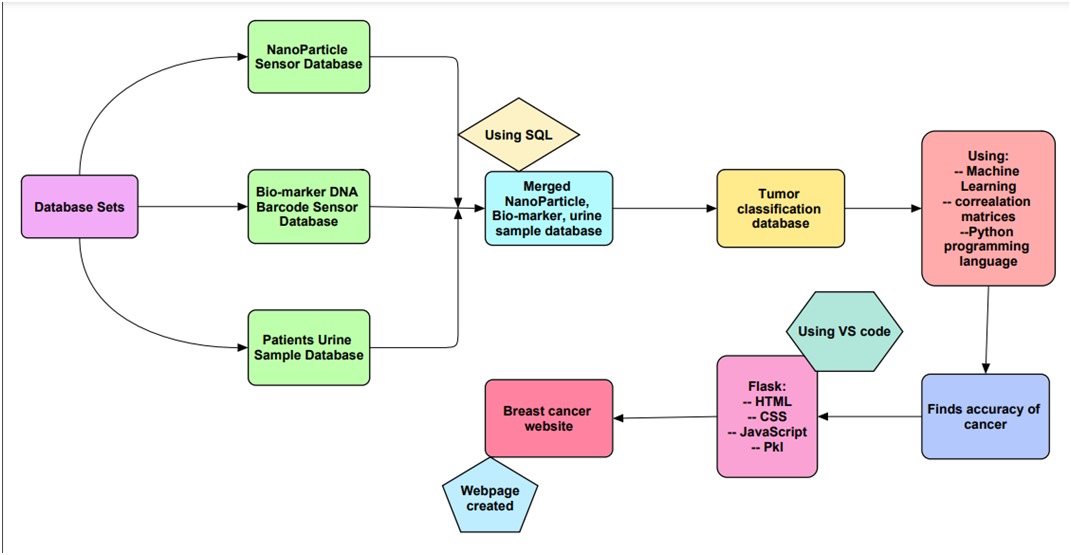 NanoParticle
Sensor Database
Using SQL
Database Sets
Bio-marker DNA
Barcode Sensor
Database
Merged
NanoParticle,
Bio-marker, urine
sample database
Tumor
classification
database
Using:
-- Machine
Learning
-- correalation
matrices
--Python
programming
language
Patients Urine
Sample Database
Using VS code
Finds accuracy of
cancer
Flask:
-- HTML
-- CSS
-- JavaScript
-- Pkl
Breast cancer
website
Webpage
created